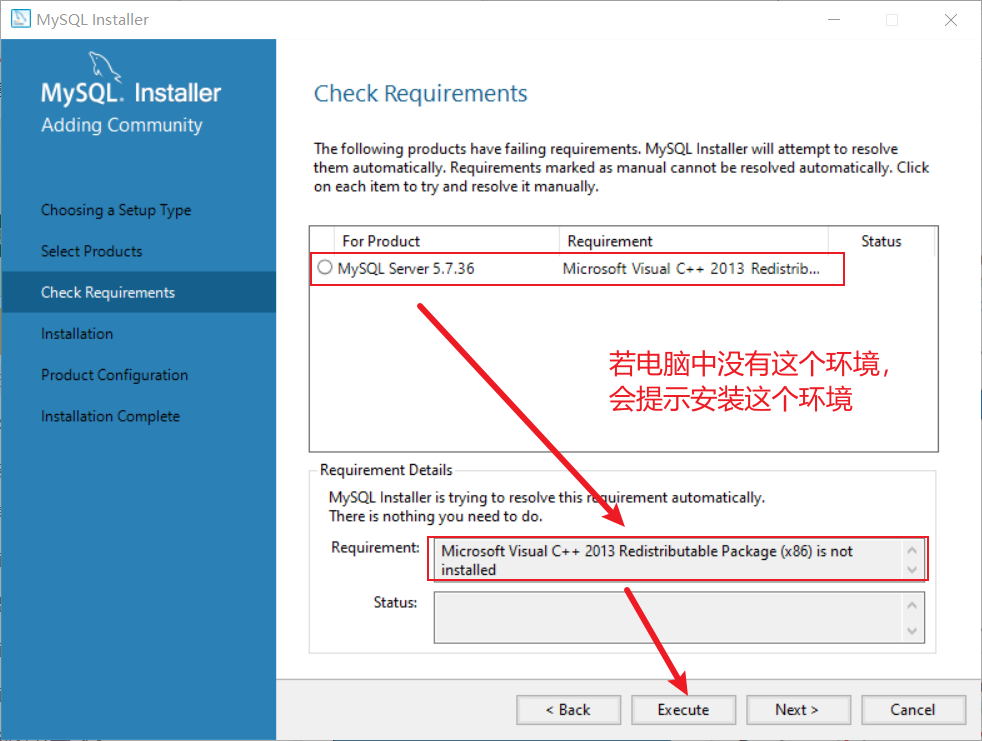 MySQL Installer
MySQL. Installer
Adding Community
Choosing a Setup Type
Select Products
Check Requirements
Installation
Product Configuration
Installation Complete
Check Requirements
The following products have failing requirements. MySQL Installer will attempt to resolve
them automatically. Requirements marked as manual cannot be resolved automatically. Click
on each item to try and resolve it manually.
For Product Requirement Status
MySQL Server 5.7.36 Microsoft Visual C++ 2013 Redistrib...
若电脑中没有这个环境,
会提示安装这个环境
Requirement Details
MySQL Installer is trying to resolve this requirement automatically.
There is nothing you need to do.
Requirement: Microsoft Visual C++ 2013 Redistributable Package (x86) is not
installed
Status:
< Back Execute Next > Cancel